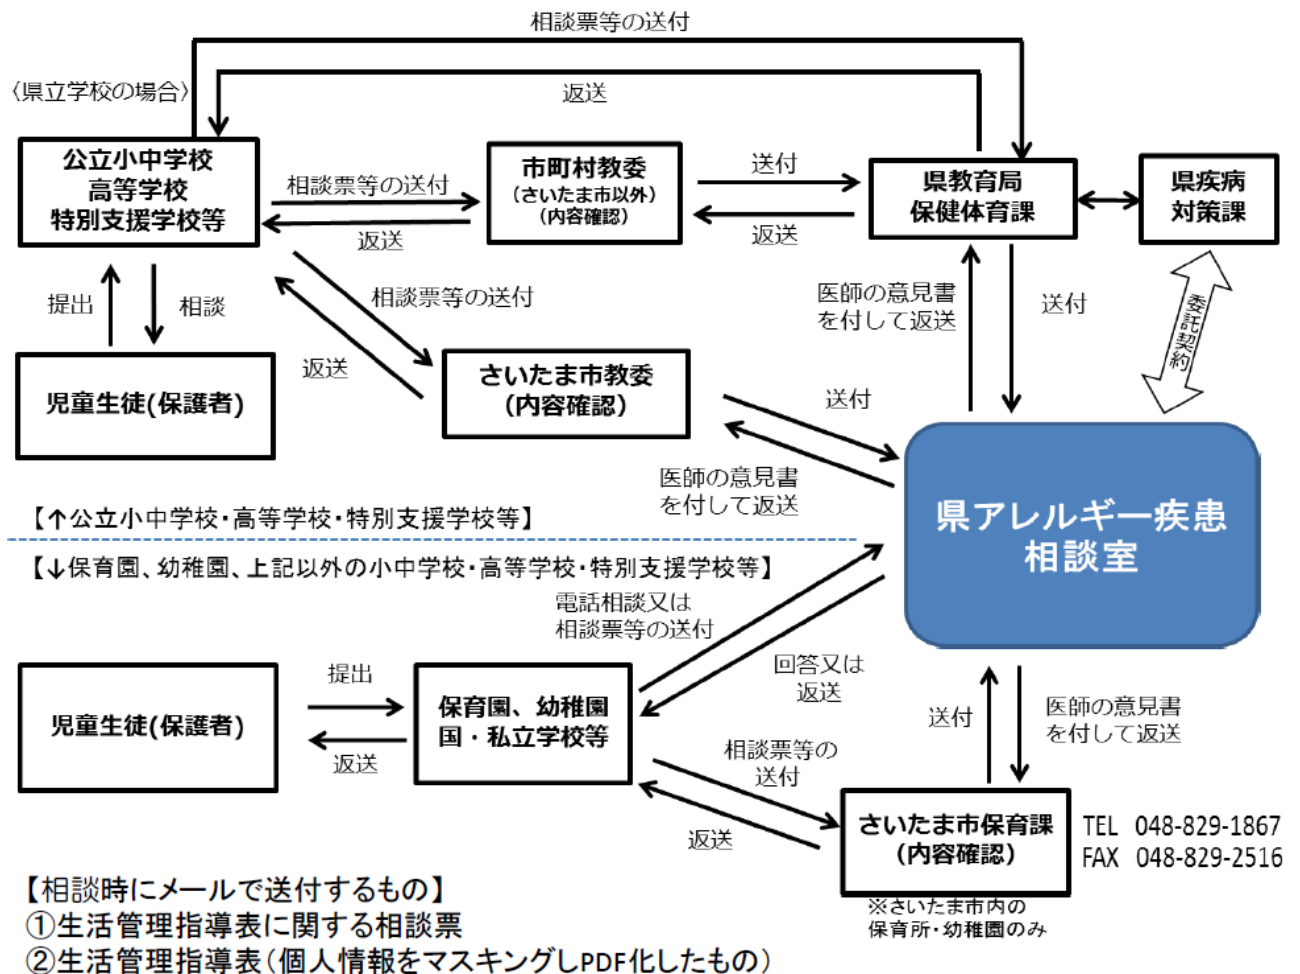 相談票等の送付
返送
〈県立学校の場合〉
公立小中学校
高等学校
特別支援学校等
相談票等の送付
返送
市町村教委
（さいたま市以外）
（内容確認）
送付
返送
県教育局
保健体育課
県疾病
対策課
提出
相談
相談票等の送付
返送
医師の意見書
を付して返送
送付
委託契約
児童生徒(保護者)
さいたま市教委
（内容確認）
送付
医師の意見書
を付して返送
県アレルギー疾患
相談室
【↑公立小中学校・高等学校・特別支援学校等】
【↓保育園、幼稚園、上記以外の小中学校・高等学校・特別支援学校等】
電話相談又は
相談票等の送付
回答又は
返送
児童生徒(保護者)
提出
返送
保育園、幼稚園
国・私立学校等
相談票等の
送付
返送
送付
医師の意見書
を付して返送
さいたま市保育課
（内容確認）
TEL 048-829-1867
FAX 048-829-2516
※さいたま市内の
保育所・幼稚園のみ
【相談時にメールで送付するもの】
①生活管理指導表に関する相談票
②生活管理指導表（個人情報をマスキングしPDF化したもの）